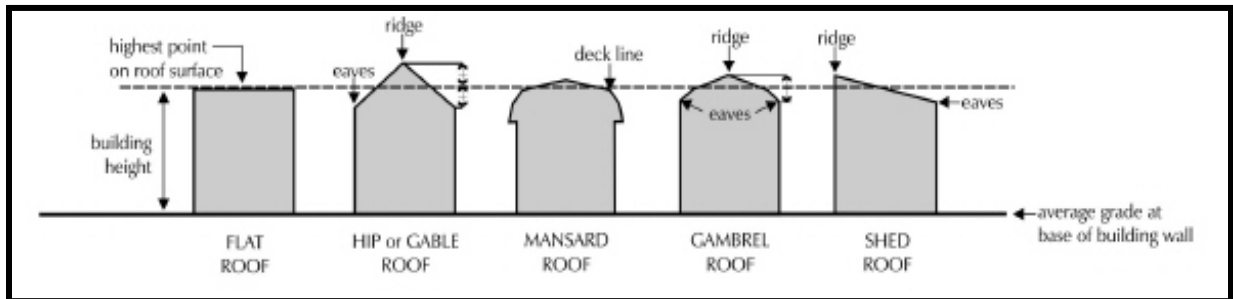 highest point
on roof surface
building
height
eaves
ridge
deck line
ridge
eaves
ridge
eaves
average grade at
base of building wall
FLAT
ROOF
HIP or GABLE
ROOF
MANSARD
ROOF
GAMBREL
ROOF
SHED
ROOF